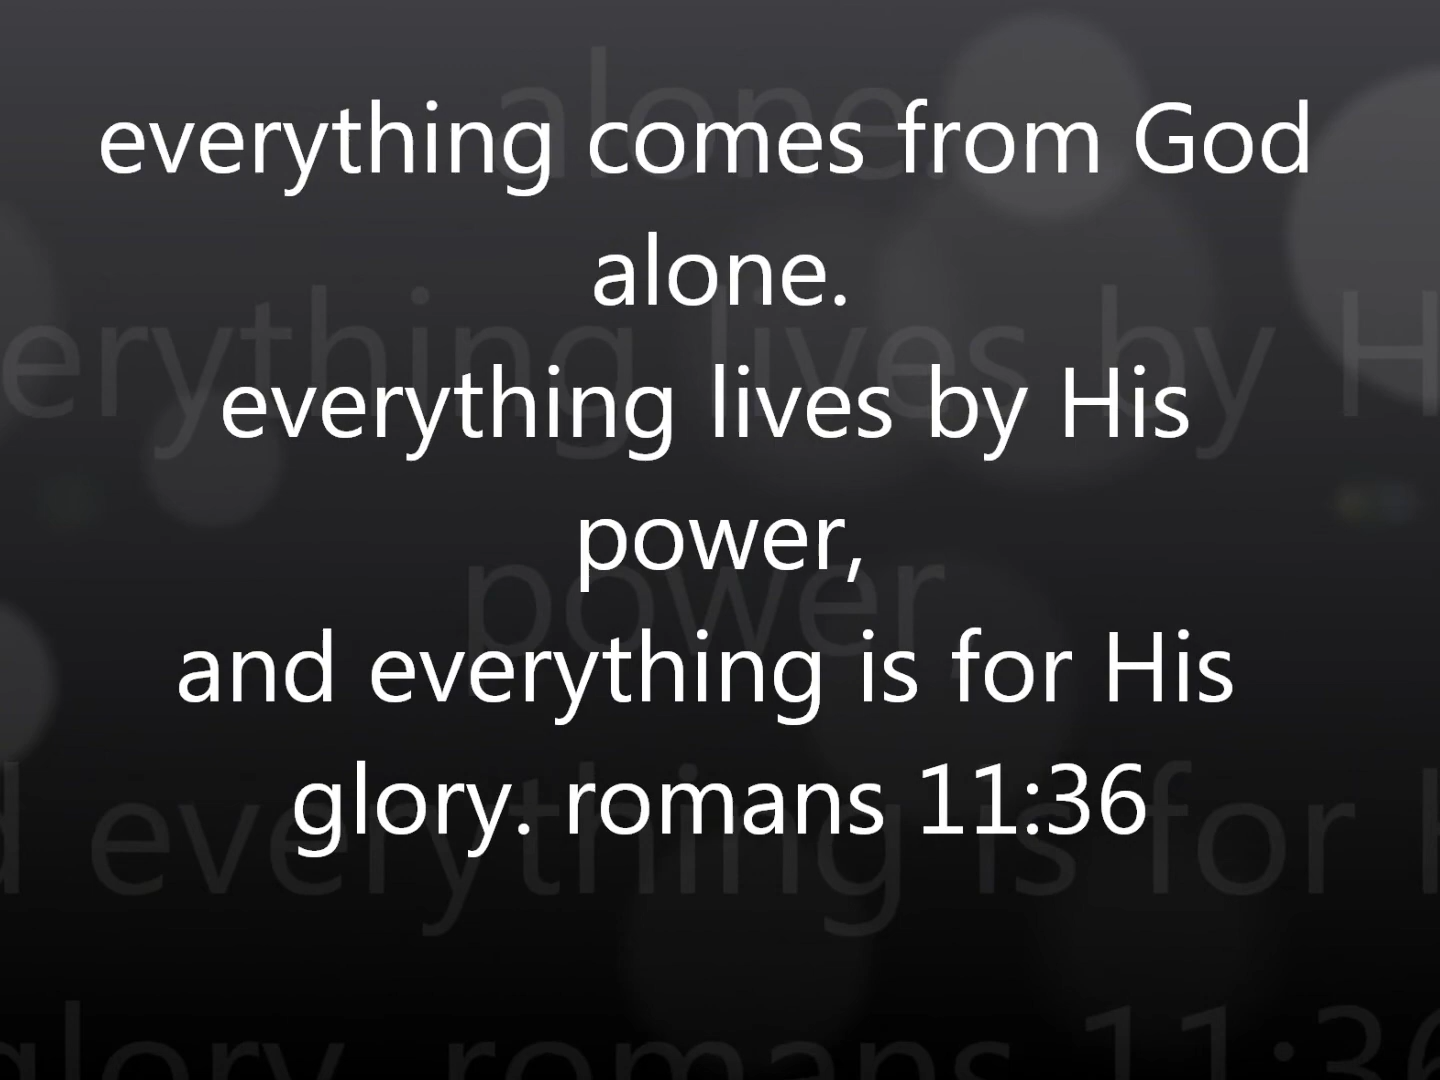 everything comes from God
alone.
everything lives by His
power,
and everything is for His
glory. romans 11:36